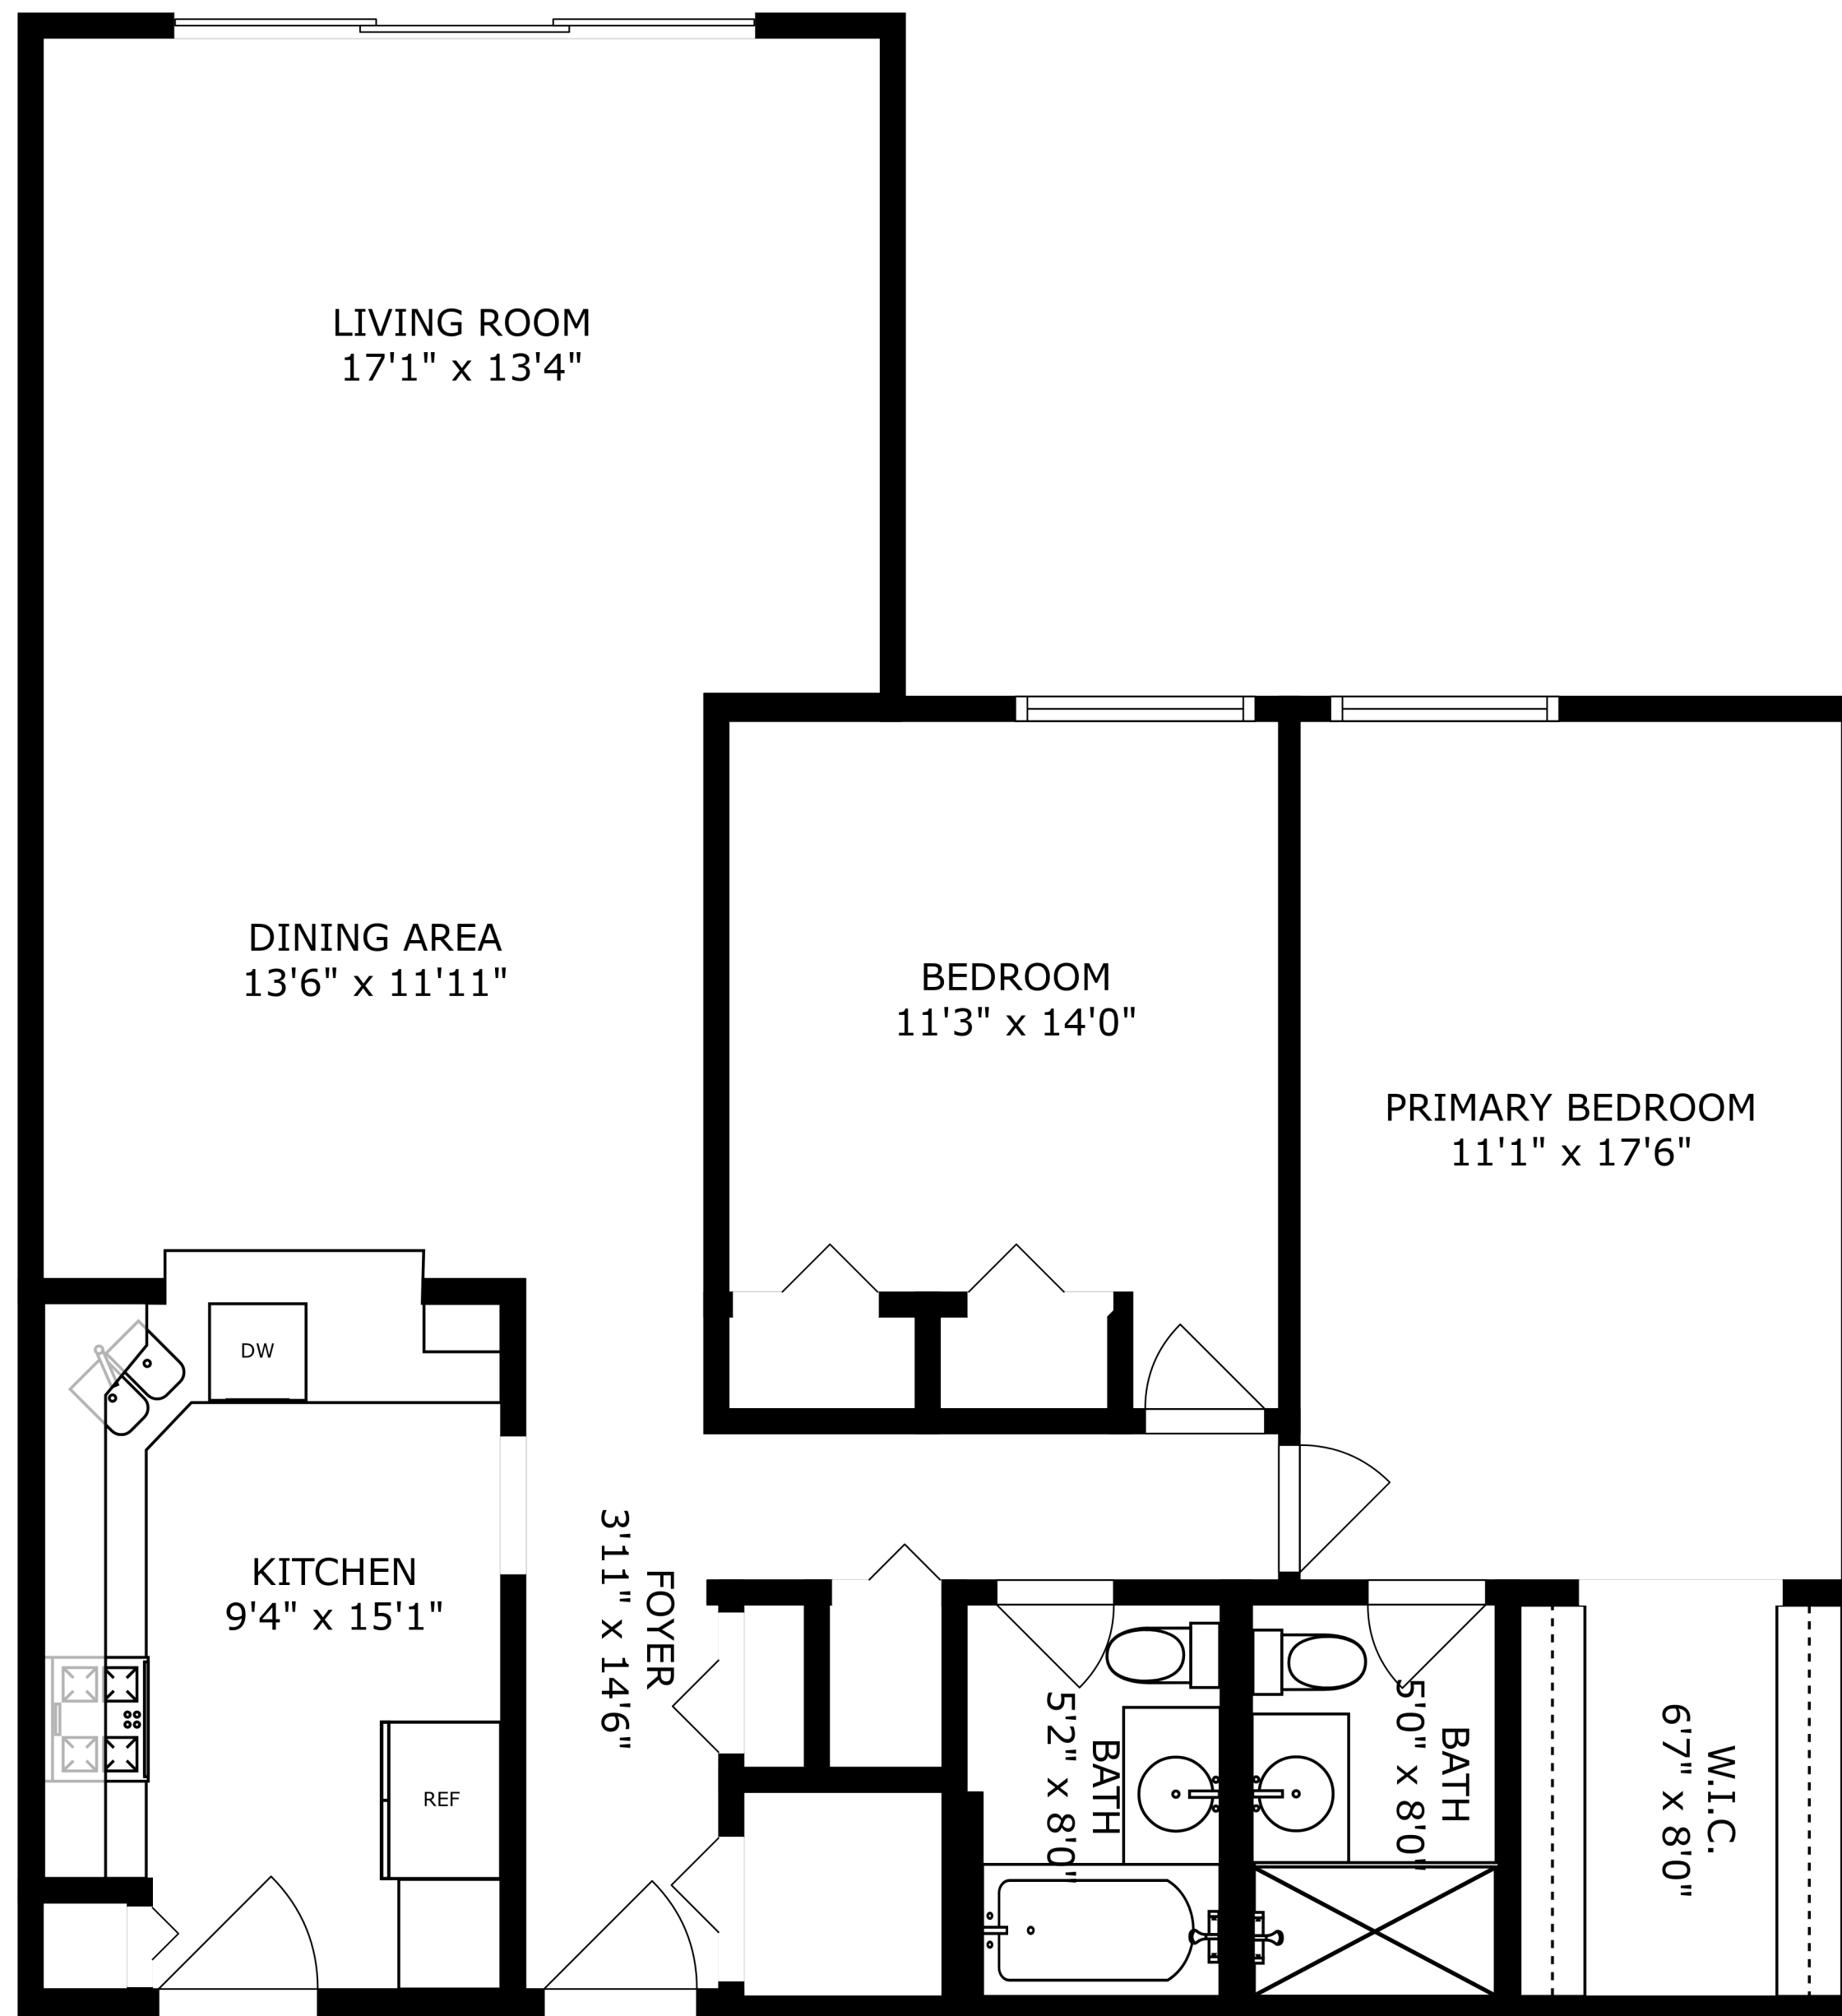 LIVING ROOM
17'1" x 13'4"
DINING AREA
13'6" x 11'11"
BEDROOM
11'3" x 14'0"
PRIMARY BEDROOM
11'1" x 17'6"
DW
KITCHEN
9'4" x 15'1"
REF
FOYER
3'11" x 14'6"
BATH
5'2" x 8'0"
BATH
5'0" x 8'0"
W.I.C.
6'7" x 8'0"